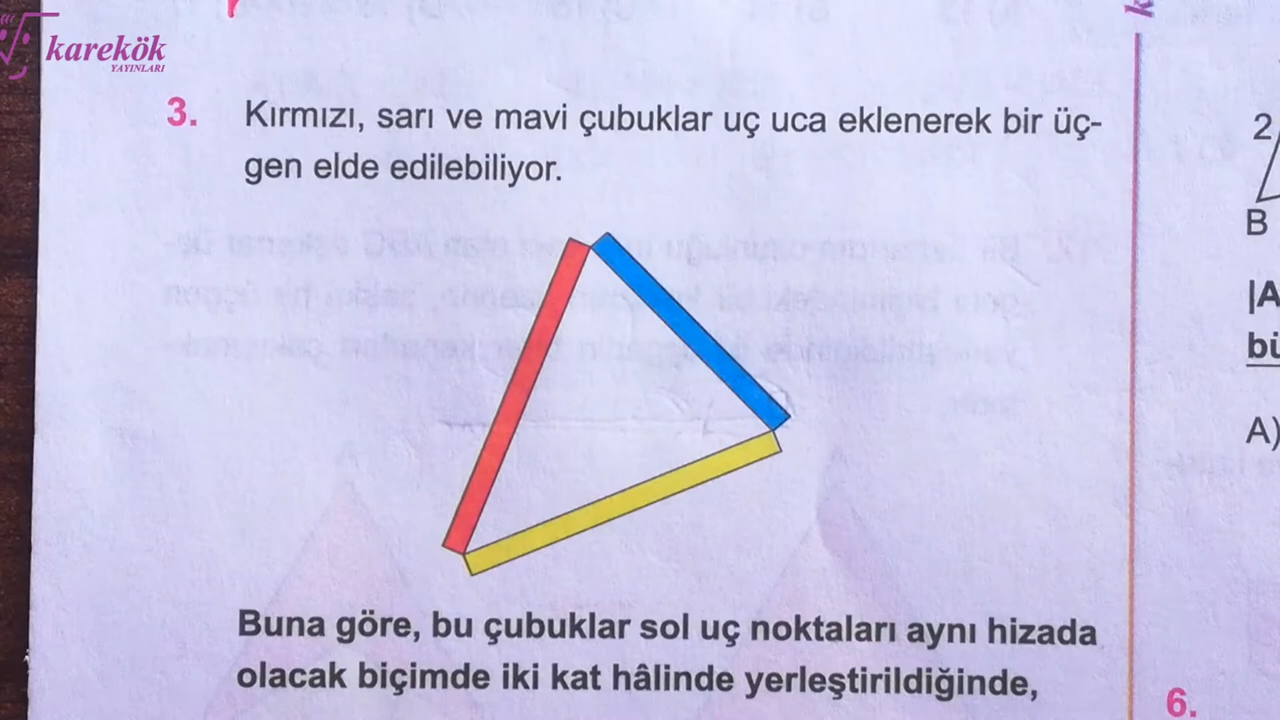 karekök
YAYINLARI
3. Kırmızı, sarı ve mavi çubuklar uç uca eklenerek bir üç-
gen elde edilebiliyor.
Buna göre, bu çubuklar sol uç noktaları aynı hizada
olacak biçimde iki kat hâlinde yerleştirildiğinde,
2
B
|A
bü
A)
6.